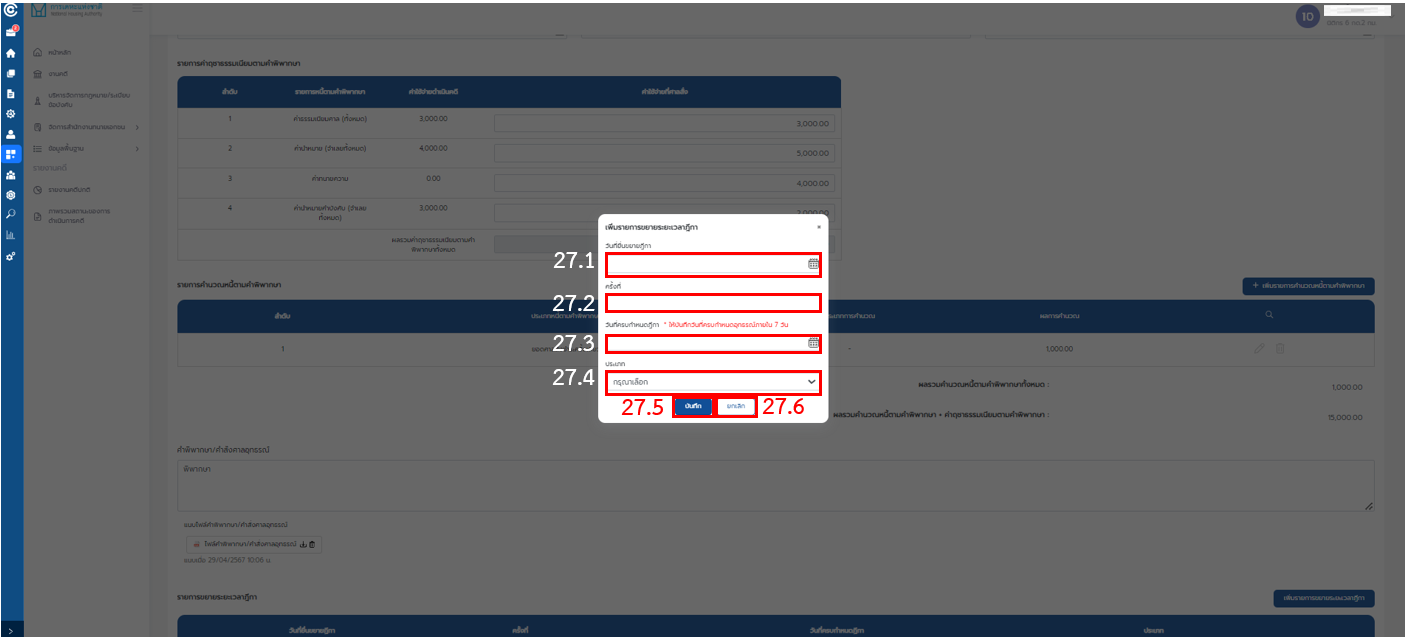 การเคหะแห่งชาติ
National Housing Authority
10
นิติกร 8 กด.2 กม
2
หน้าหลัก
งานคดี
บริหารจัดการกฎหมาย/ระเบียบ
ข้อบังคับ
จัดการสำนักงานทนายเอกชน
ข้อมูลพื้นฐาน
รายงานคดี
รายงานคดีปกติ
ภาพรวมสถานะของการ
ดำเนินการคดี
รายการค่าฤชาธรรมเนียมตามคำพิพากษา
ลำดับ รายการหนี้ตามคำพิพากษา ค่าใช้จ่ายดำเนินคดี ค่าใช้จ่ายที่ศาลสั่ง
1 ค่าธรรมเนียมศาล (ทั้งหมด) 3,000.00 3,000.00
2 ค่านำหมาย (จำเลยทั้งหมด) 4,000.00 5,000.00
3 ค่าทนายความ 0.00 4,000.00
4 ค่านำหมายคำบังคับ (จำเลย
ทั้งหมด) 3,000.00 2,000.00
ผลรวมค่าฤชาธรรมเนียมตามคำ
พิพากษาทั้งหมด
เพิ่มรายการขยายระยะเวลาฎีกา ×
วันที่ยื่นขยายฎีกา
27.1
ครั้งที่
27.2
วันที่ครบกำหนดฎีกา * ให้บันทึกวันที่ครบกำหนดอุทธรณ์ภายใน 7 วัน
27.3
ประเภท
27.4 กรุณาเลือก
27.5 บันทึก ยกเลิก 27.6
รายการคำนวณหนี้ตามคำพิพากษา + เพิ่มรายการคำนวณหนี้ตามคำพิพากษา
ลำดับ ประเภทหนี้ตามคำพิพากษา ประเภทการคำนวณ ผลการคำนวณ
1 - 1,000.00
ผลรวมคำนวณหนี้ตามคำพิพากษาทั้งหมด : 1,000.00
ผลรวมคำนวณหนี้ตามคำพิพากษา + ค่าฤชาธรรมเนียมตามคำพิพากษา : 15,000.00
คำพิพากษา/คำสั่งศาลอุทธรณ์
พิพากษา
แนบไฟล์คำพิพากษา/คำสั่งศาลอุทธรณ์
ไฟล์คำพิพากษา/คำสั่งศาลอุทธรณ์
แนบเมื่อ 29/04/2567 10:06 น.
รายการขยายระยะเวลาฎีกา เพิ่มรายการขยายระยะเวลาฎีกา
วันที่ยื่นขยายฎีกา ครั้งที่ วันที่ครบกำหนดฎีกา ประเภท